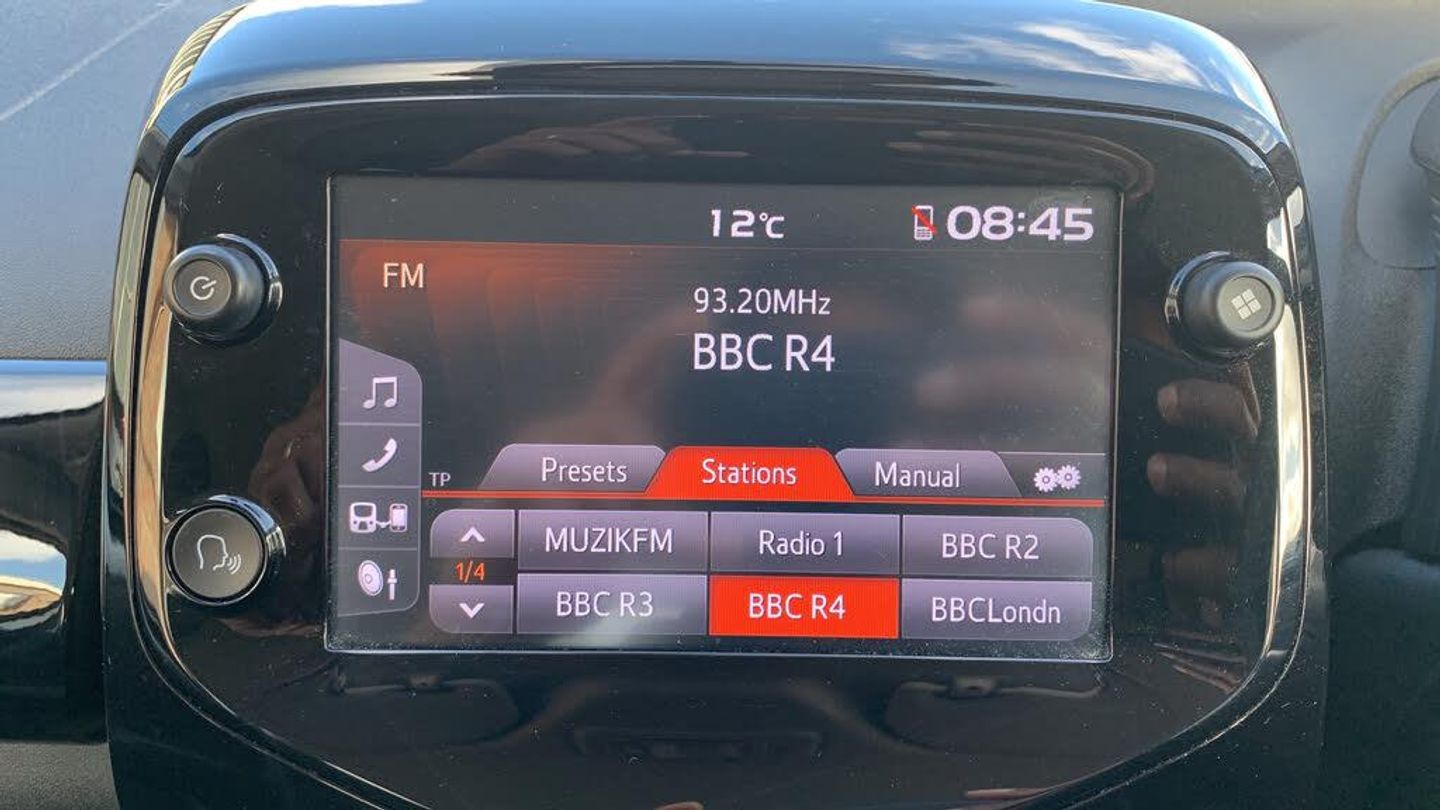 12°C
08:45
FM
93.20MHz
BBC R4
TP
Presets
Stations
Manual
1/4
MUZIKFM
Radio 1
BBC R2
BBC R3
BBC R4
BBCLondn